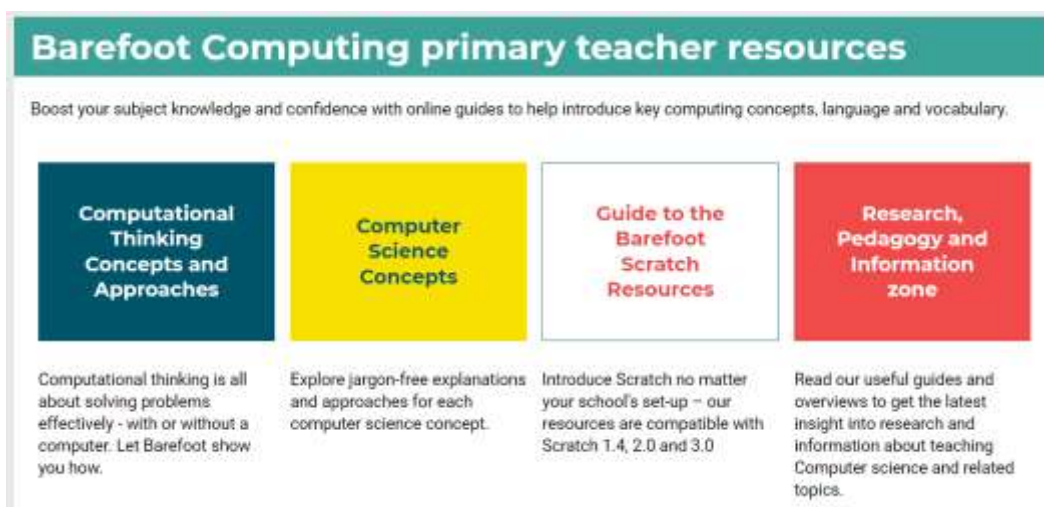 Barefoot Computing primary teacher resources
Boost your subject knowledge and confidence with online guides to help introduce key computing concepts, language and vocabulary.
Computational
Thinking
Concepts and
Approaches
Computational thinking is all
about solving problems
effectively - with or without a
computer. Let Barefoot show
you how.
Computer
Science
Concepts
Explore jargon-free explanations
and approaches for each
computer science concept.
Guide to the
Barefoot
Scratch
Resources
Introduce Scratch no matter
your school's set-up – our
resources are compatible with
Scratch 1.4, 2.0 and 3.0
Research,
Pedagogy and
Information
zone
Read our useful guides and
overviews to get the latest
insight into research and
information about teaching
Computer science and related
topics.